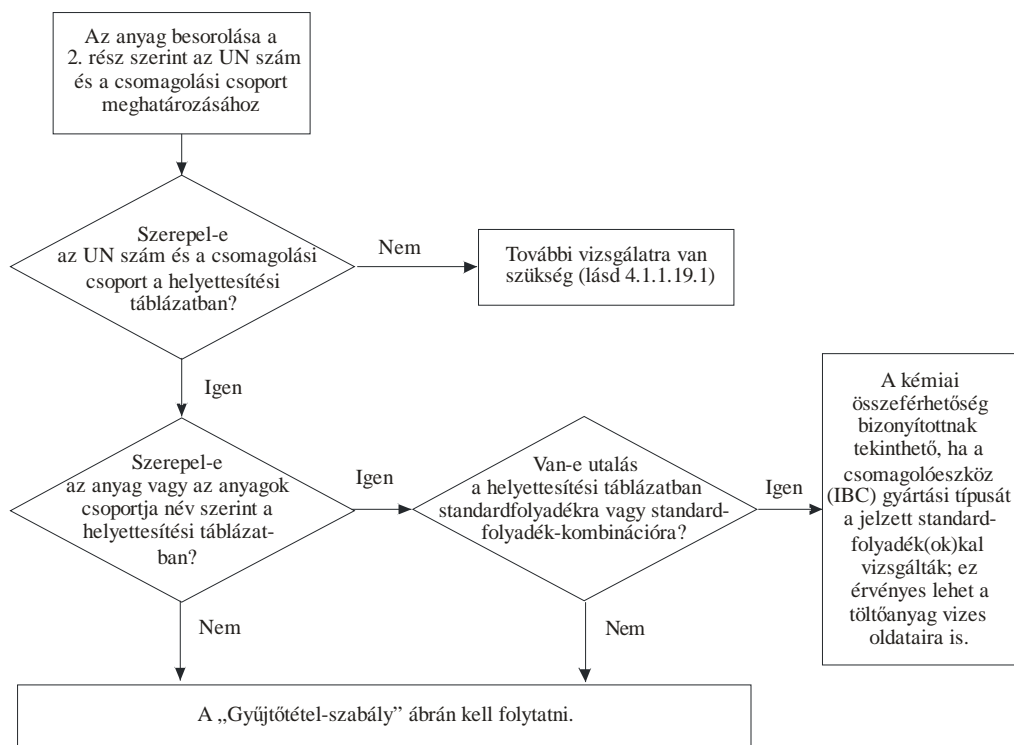 Az anyag besorolása a
2. rész szerint az UN szám
és a csomagolási csoport
meghatározásához
Szerepel-e
az UN szám és a csomagolási
csoport a helyettesítési
táblázatban?
Nem
További vizsgálatra van
szükség (lásd 4.1.1.19.1)
Igen
Szerepel-e
az anyag vagy az anyagok
csoportja név szerint a
helyettesítési táblázat-
ban?
Igen
Van-e utalás
a helyettesítési táblázatban
standardfolyadékra vagy standard-
folyadék-kombinációra?
Igen
A kémiai
összeférhetőség
bizonyítottnak
tekinthető, ha a
csomagolóeszköz
(IBC) gyártási típusát
a jelzett standard-
folyadék(ok)kal
vizsgálták; ez
érvényes lehet a
töltőanyag vizes
oldataira is.
Nem
Nem
A „Gyűjtőtétel-szabály” ábrán kell folytatni.